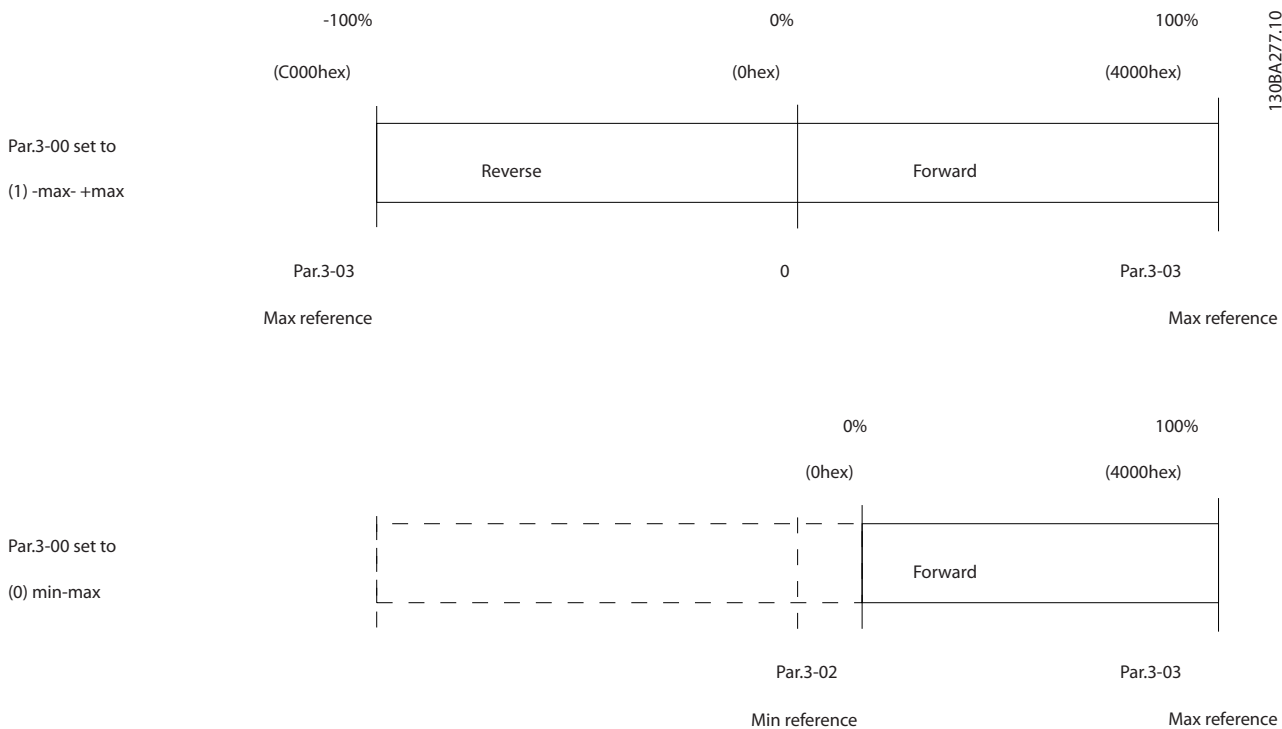 -100%
0%
100%
130BA277.10
(C000hex)
(0hex)
(4000hex)
Par.3-00 set to
(1) -max- +max
Reverse
Forward
Par.3-03
0
Par.3-03
Max reference
Max reference
0%
100%
(0hex)
(4000hex)
Par.3-00 set to
(0) min-max
Forward
Par.3-02
Par.3-03
Min reference
Max reference